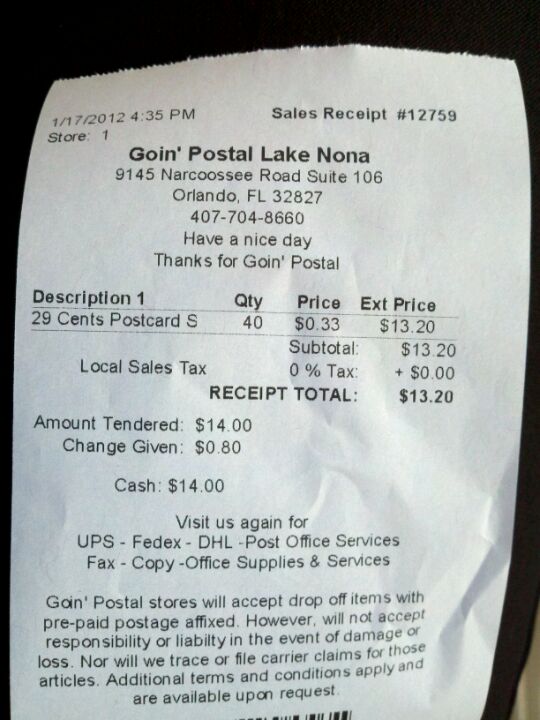 1/17/2012 4:35 PM Sales Receipt #12759
Store: 1
Goin' Postal Lake Nona
9145 Narcoossee Road Suite 106
Orlando, FL 32827
407-704-8660
Have a nice day
Thanks for Goin' Postal
Description 1 Qty Price Ext Price
29 Cents Postcard S 40 $0.33 $13.20
Subtotal: $13.20
Local Sales Tax 0 % Tax: + $0.00
RECEIPT TOTAL: $13.20
Amount Tendered: $14.00
Change Given: $0.80
Cash: $14.00
Visit us again for
UPS - Fedex - DHL -Post Office Services
Fax - Copy -Office Supplies & Services
Goin' Postal stores will accept drop off items with
pre-paid postage affixed. However, will not accept
responsibility or liabilty in the event of damage or
loss. Nor will we trace or file carrier claims for those
articles. Additional terms and conditions apply and
are available upon request.